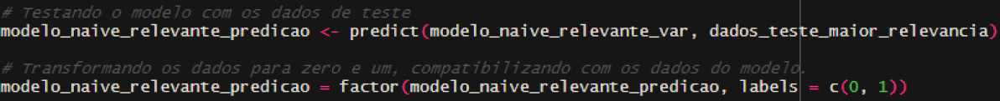 # Testando o modelo com os dados de teste
modelo_naive_relevante_predicao <- predict(modelo_naive_relevante_var, dados_teste_maior_relevancia)
# Transformando os dados para zero e um, compatibilizando com os dados do modelo.
modelo_naive_relevante_predicao = factor(modelo_naive_relevante_predicao, labels = c(0, 1))